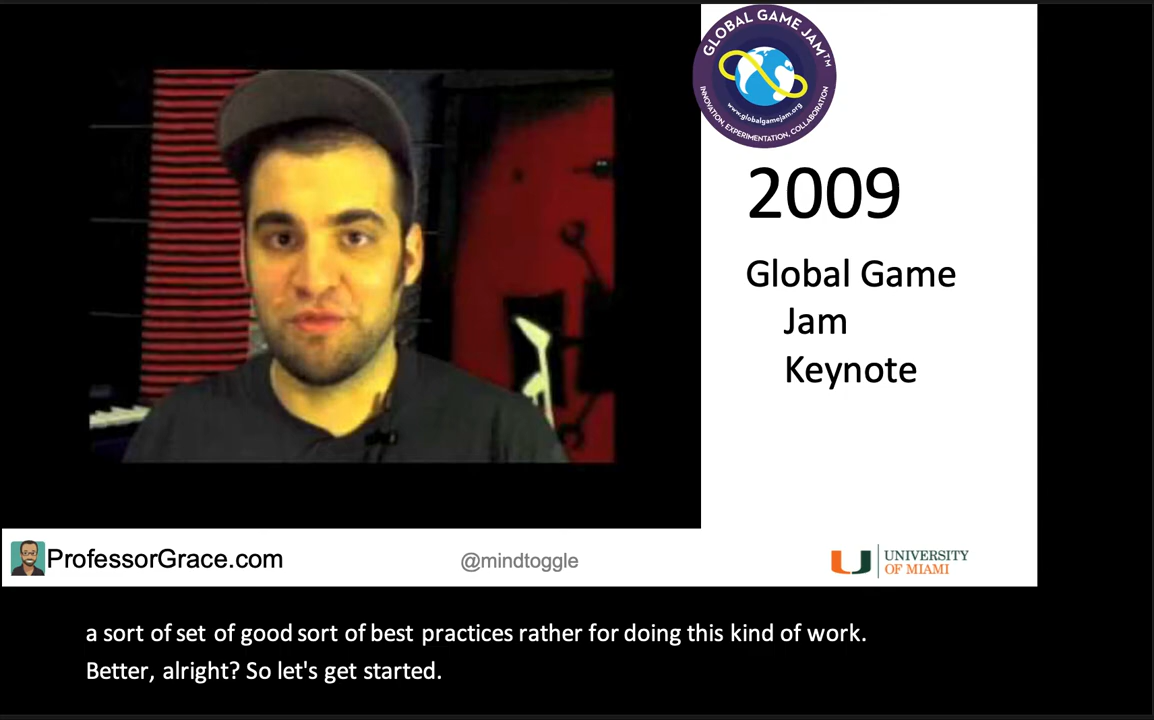 GLOBAL GAME JAM™
www.globalgamejam.org
INNOVATION, EXPERIMENTATION, COLLABORATION
2009
Global Game
Jam
Keynote
ProfessorGrace.com
@mindtoggle
UNIVERSITY
OF MIAMI
a sort of set of good sort of best practices rather for doing this kind of work.
Better, alright? So let's get started.